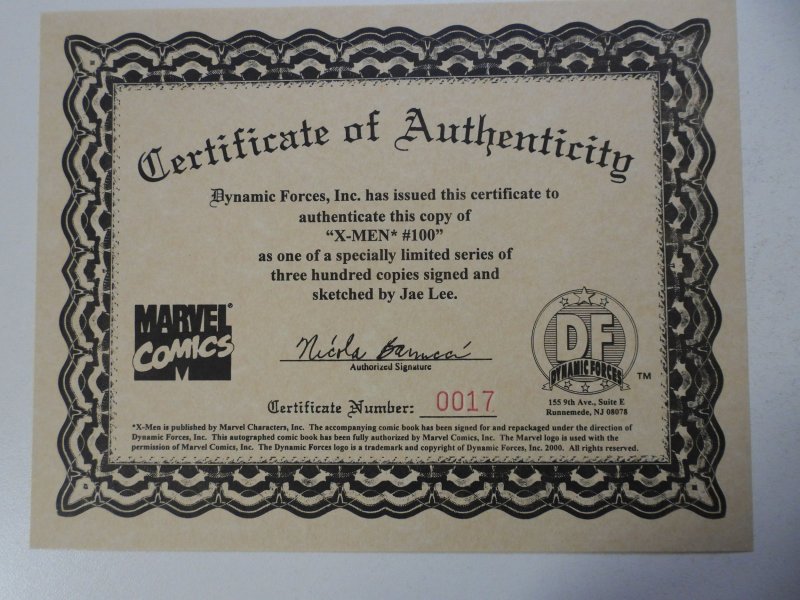 Certificate of Authenticity
Dynamic Forces, Inc. has issued this certificate to
authenticate this copy of
“X-MEN* #100”
as one of a specially limited series of
three hundred copies signed and
sketched by Jae Lee.
MARVEL®
COMICS
Nicola Barrucci
Authorized Signature
DF
DYNAMIC FORCES
TM
155 9th Ave., Suite E
Runnemede, NJ 08078
Certificate Number: 0017
*X-Men is published by Marvel Characters, Inc. The accompanying comic book has been signed for and repackaged under the direction of
Dynamic Forces, Inc. This autographed comic book has been fully authorized by Marvel Comics, Inc. The Marvel logo is used with the
permission of Marvel Comics, Inc. The Dynamic Forces logo is a trademark and copyright of Dynamic Forces, Inc. 2000. All rights reserved.